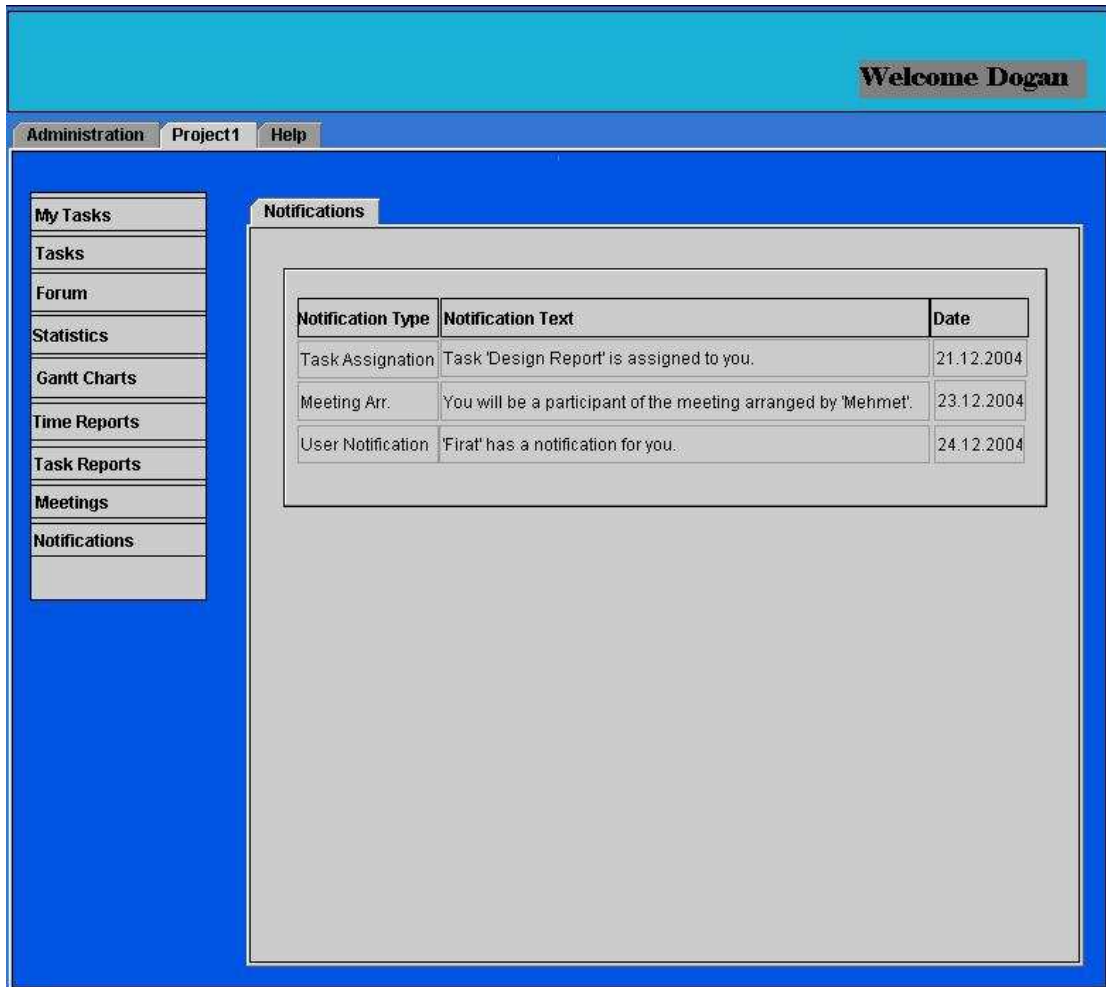 Welcome Dogan
Administration Project1 Help
My Tasks
Tasks
Forum
Statistics
Gantt Charts
Time Reports
Task Reports
Meetings
Notifications
Notifications
Notification Type Notification Text Date
Task Assignation Task 'Design Report' is assigned to you. 21.12.2004
Meeting Arr. You will be a participant of the meeting arranged by 'Mehmet'. 23.12.2004
User Notification 'Firat' has a notification for you. 24.12.2004